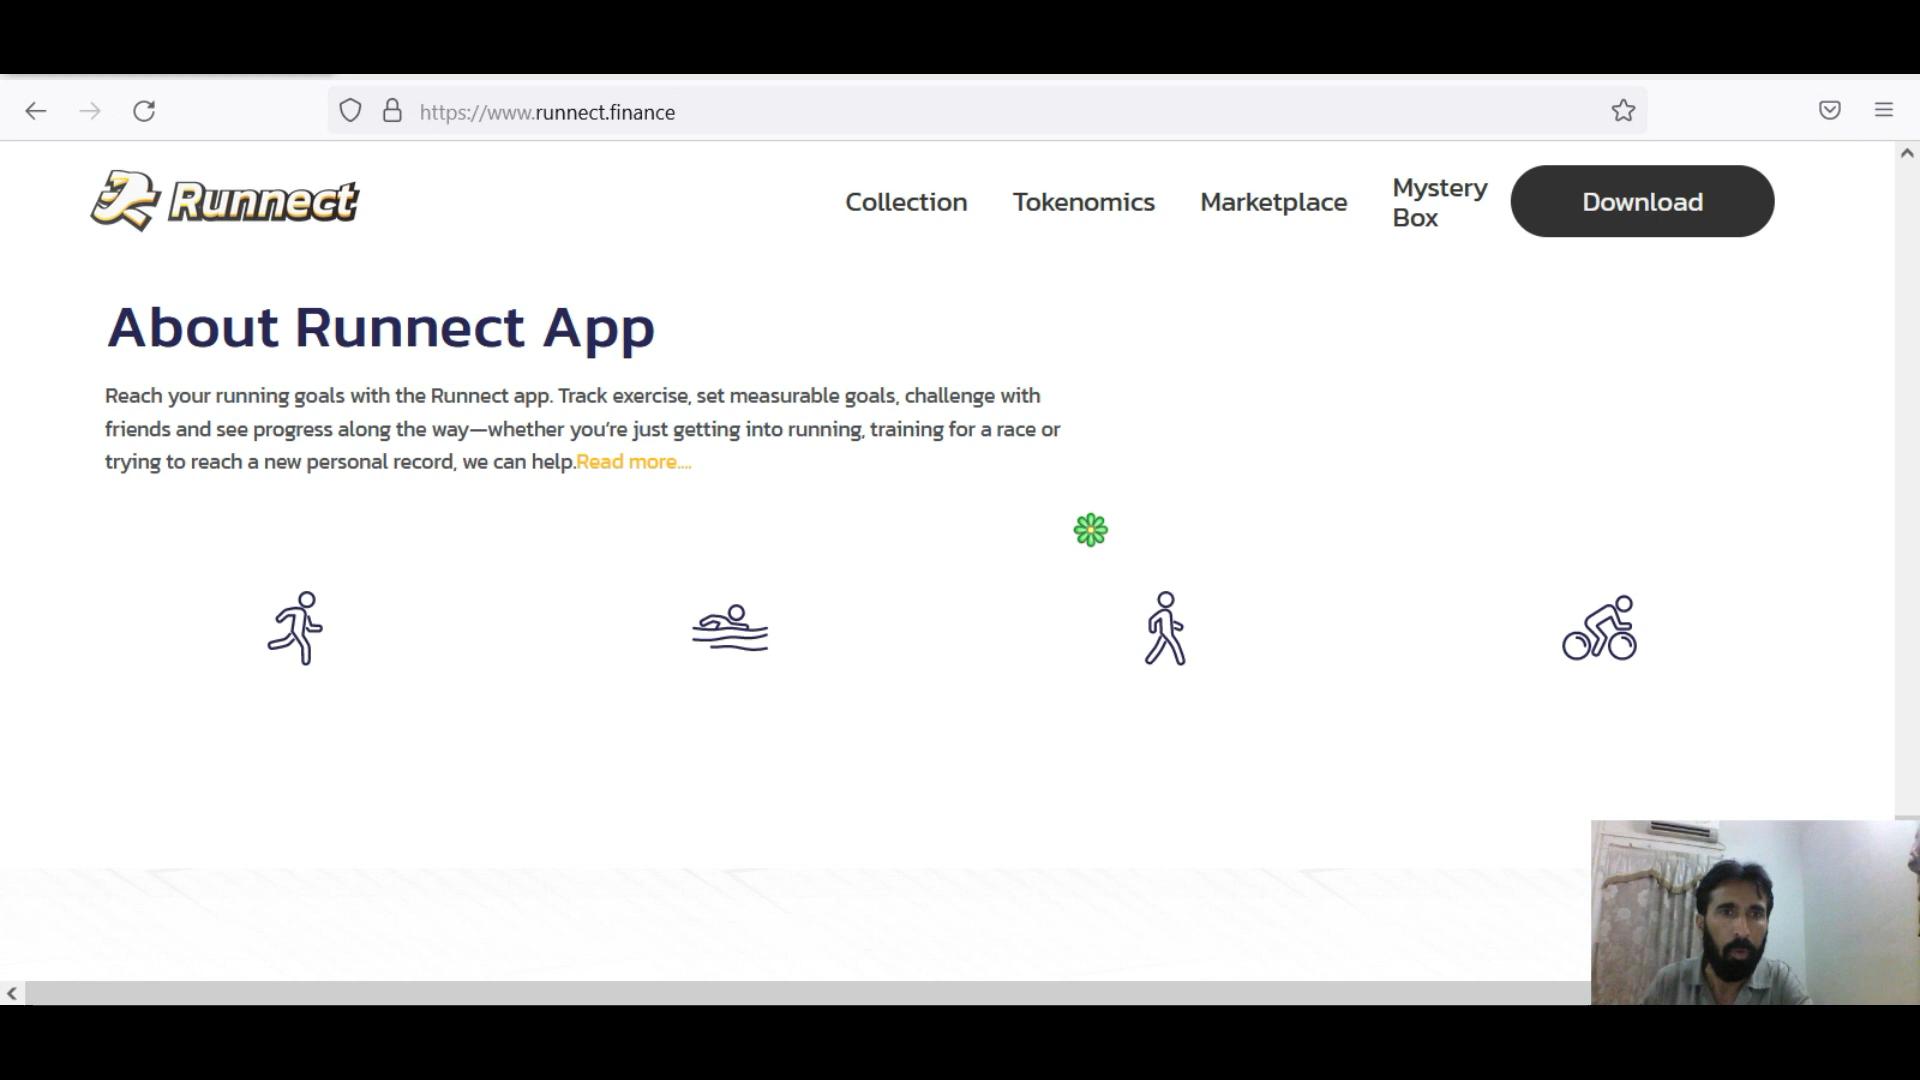 https://www.runnect.finance
Runnect
Collection
Tokenomics
Marketplace
Mystery
Box
Download
About Runnect App
Reach your running goals with the Runnect app. Track exercise, set measurable goals, challenge with
friends and see progress along the way—whether you’re just getting into running, training for a race or
trying to reach a new personal record, we can help.Read more....